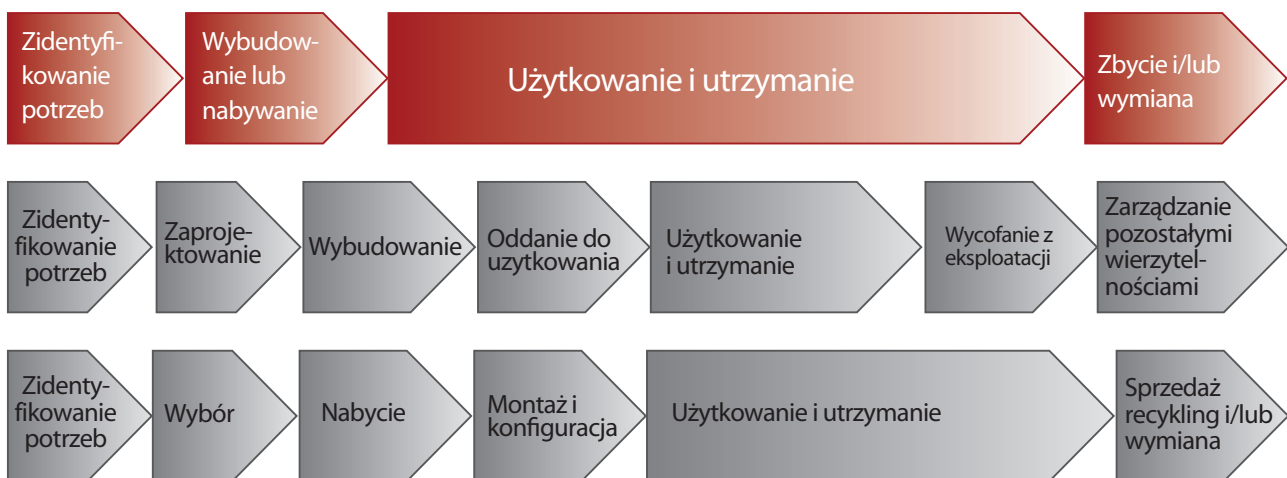 Zidentyfi-
kowanie
potrzeb
Wybudow-
anie lub
nabywanie
Użytkowanie i utrzymanie
Zbycie i/lub
wymiana
Zidenty-
fikowanie
potrzeb
Zaproje-
ktowanie
Wybudowanie
Oddanie do
uzytkowania
Użytkowanie
i utrzymanie
Wycofanie z
eksploatacji
Zarządzanie
pozostałymi
wierzytel-
nościami
Zidenty-
fikowanie
potrzeb
Wybór
Nabycie
Montaż i
konfiguracja
Użytkowanie i utrzymanie
Sprzedaż
recykling i/lub
wymiana